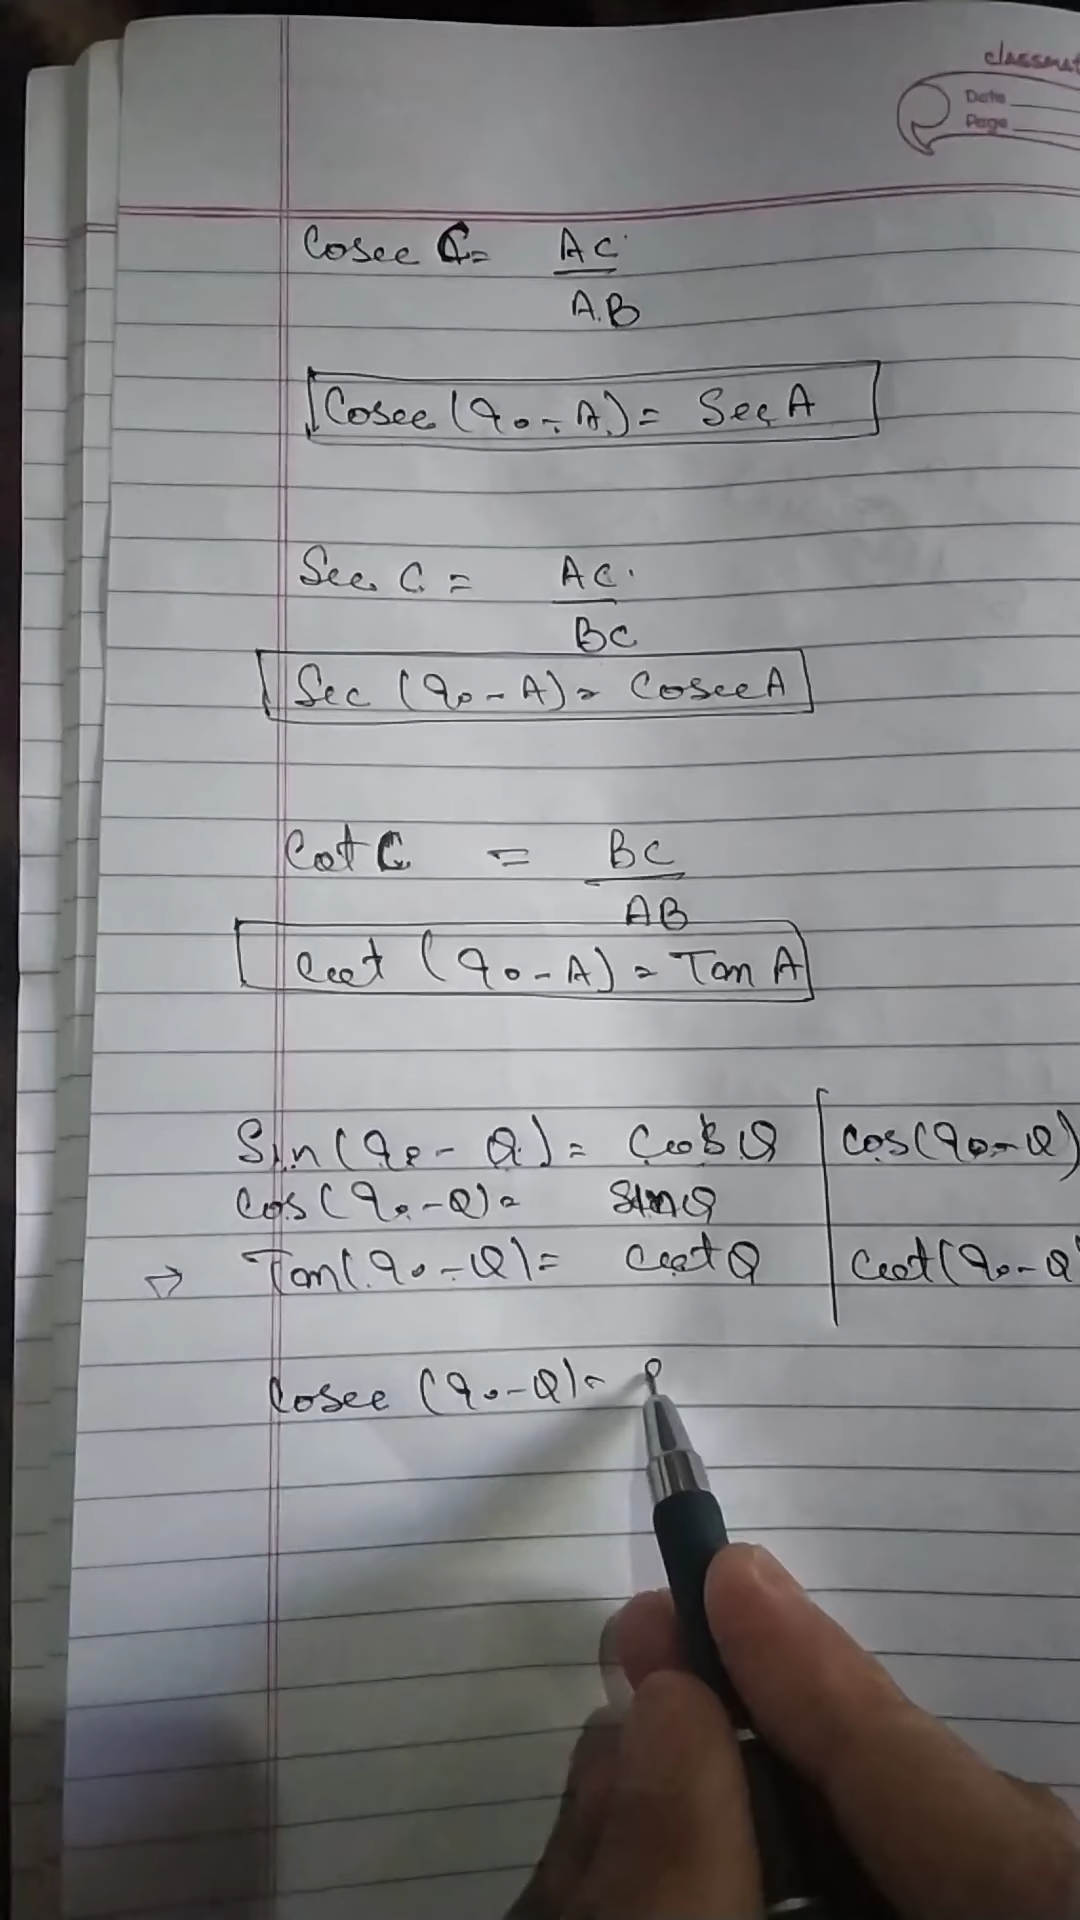 classmat
Date
Page
Cosec C = AC
AB
Cosec (90 - A) = Sec A
Sec C = AC
BC
Sec (90 - A) = Cosec A
Cot C = BC
AB
Cot (90 - A) = Tan A
Sin (90 - Q) = Cos Q | Cos (90 - Q)
Cos (90 - Q) = Sin Q
⇒ Tan (90 - Q) = Cot Q | Cot (90 - Q
Cosec (90 - Q) =